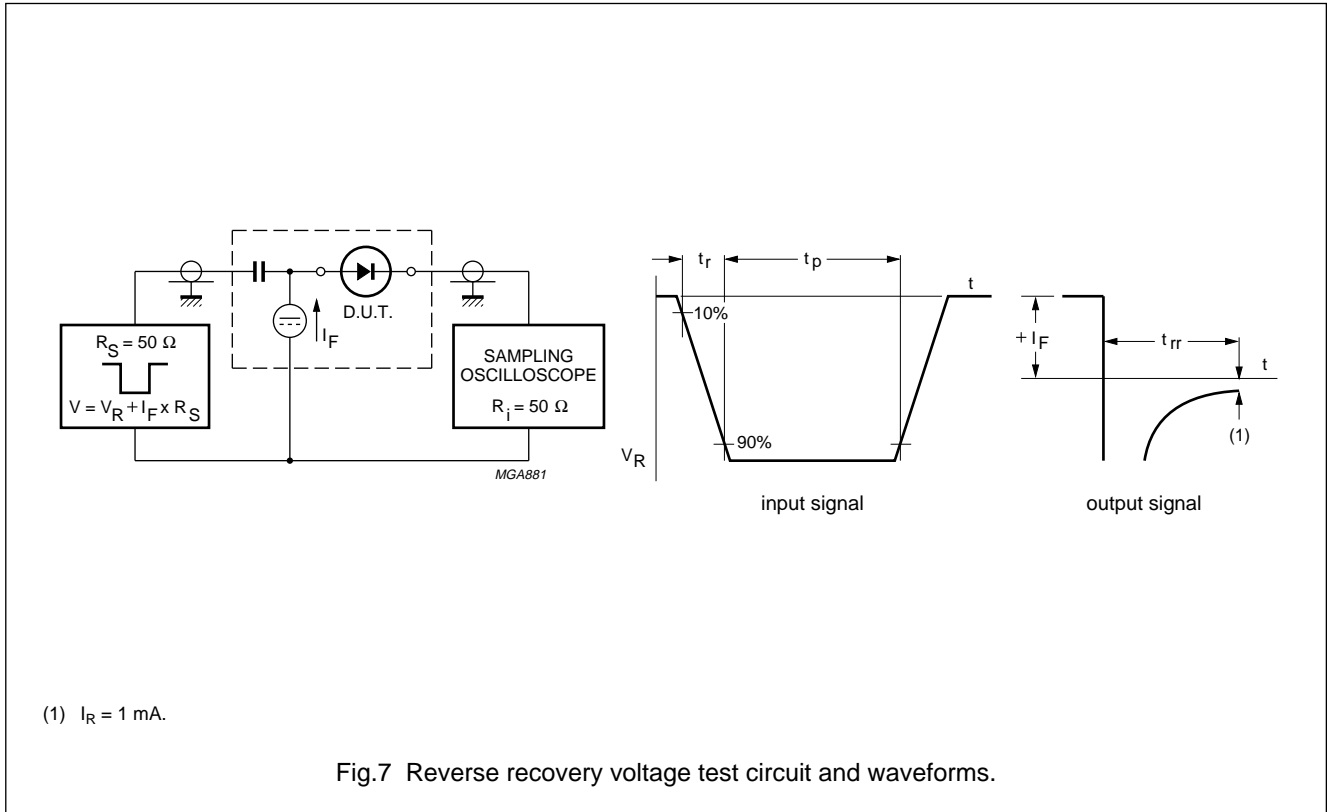 D.U.T.
I_F
R_S = 50 Ω
V = V_R + I_F x R_S
SAMPLING
OSCILLOSCOPE
R_i = 50 Ω
MGA881
t_r
t_p
t
10%
90%
V_R
input signal
+ I_F
t_rr
t
(1)
output signal
(1) I_R = 1 mA.
Fig.7 Reverse recovery voltage test circuit and waveforms.